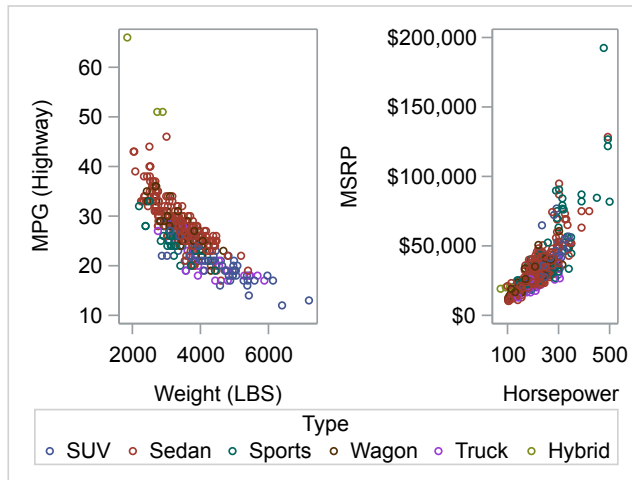 MPG (Highway)
60
50
40
30
20
10
2000 4000 6000
Weight (LBS)
MSRP
$200,000
$150,000
$100,000
$50,000
$0
100 300 500
Horsepower
Type
SUV Sedan Sports Wagon Truck Hybrid